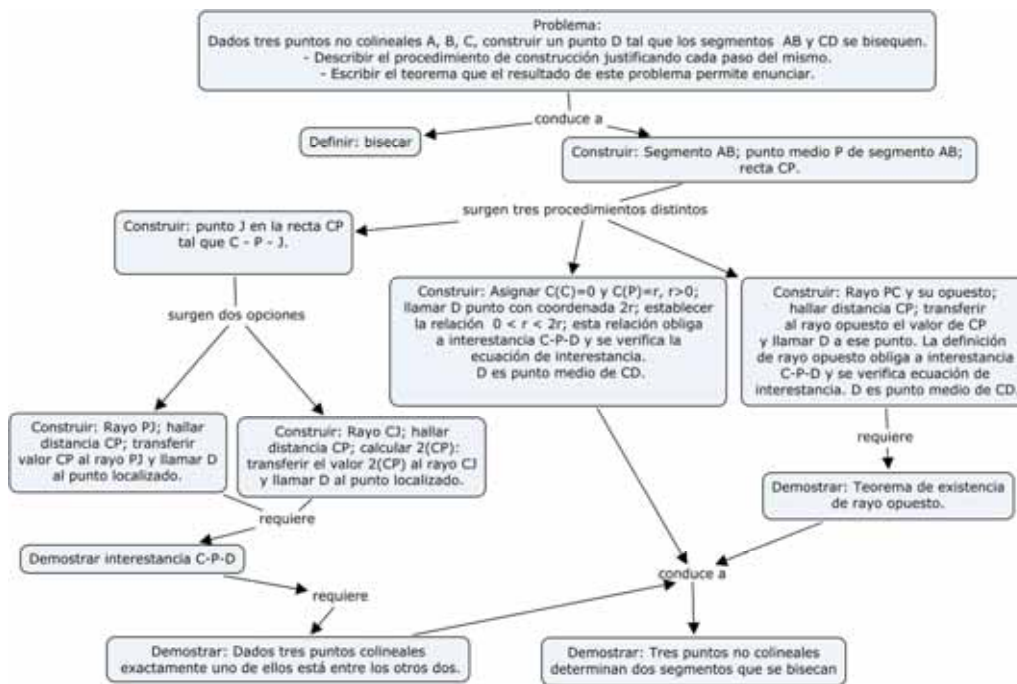 Problema:
Dados tres puntos no colineales A, B, C, construir un punto D tal que los segmentos AB y CD se bisequen.
- Describir el procedimiento de construcción justificando cada paso del mismo.
- Escribir el teorema que el resultado de este problema permite enunciar.
conduce a
Definir: bisecar
Construir: Segmento AB; punto medio P de segmento AB;
recta CP.
surgen tres procedimientos distintos
Construir: punto J en la recta CP
tal que C - P - J.
surgen dos opciones
Construir: Asignar C(C)=0 y C(P)=r, r>0;
llamar D punto con coordenada 2r; establecer
la relación 0 < r < 2r; esta relación obliga
a interestancia C-P-D y se verifica la
ecuación de interestancia.
D es punto medio de CD.
Construir: Rayo PC y su opuesto;
hallar distancia CP; transferir
al rayo opuesto el valor de CP
y llamar D a ese punto. La definición
de rayo opuesto obliga a interestancia
C-P-D y se verifica ecuación de
interestancia. D es punto medio de CD.
Construir: Rayo PJ; hallar
distancia CP; transferir
valor CP al rayo PJ y llamar D
al punto localizado.
Construir: Rayo CJ; hallar
distancia CP; calcular 2(CP):
transferir el valor 2(CP) al rayo CJ
y llamar D al punto localizado.
requiere
requiere
Demostrar: Teorema de existencia
de rayo opuesto.
Demostrar interestancia C-P-D
requiere
conduce a
Demostrar: Dados tres puntos colineales
exactamente uno de ellos está entre los otros dos.
Demostrar: Tres puntos no colineales
determinan dos segmentos que se bisecan